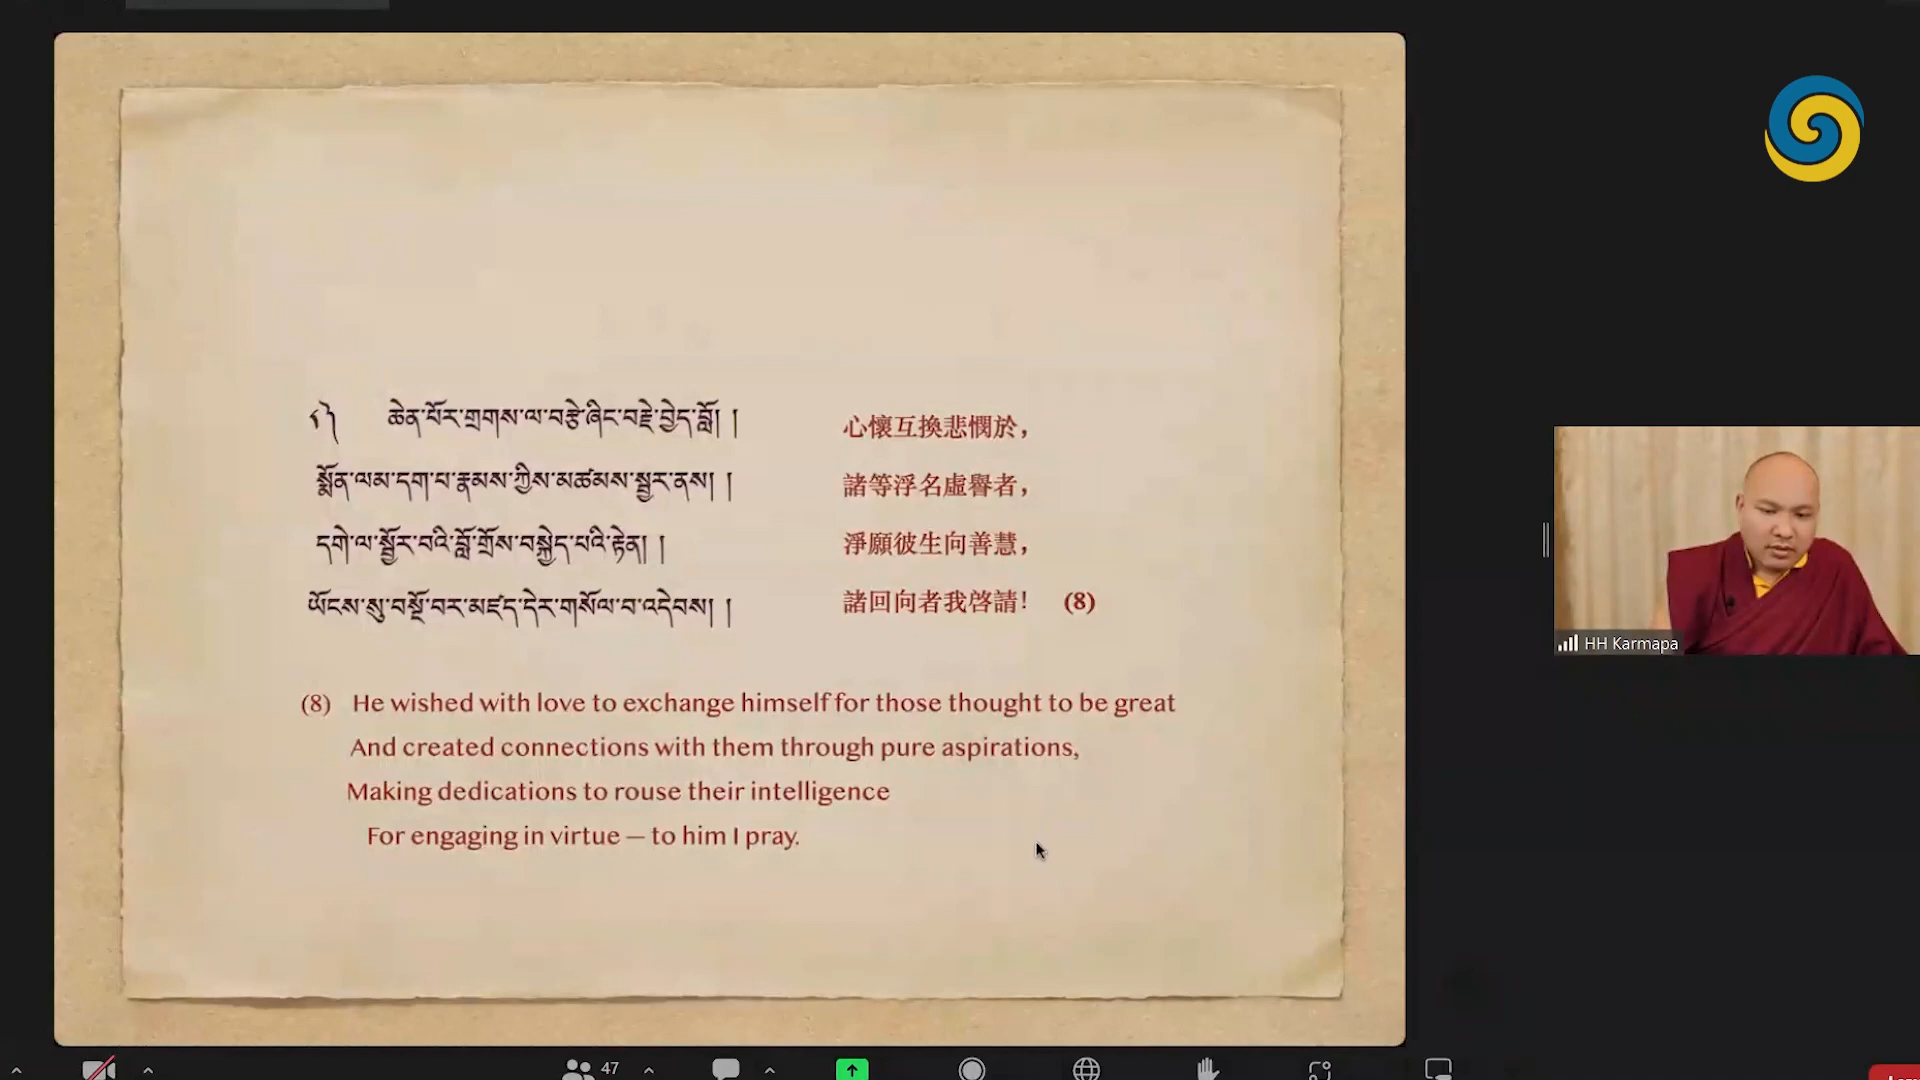 ༨༽ ཆེན་པོར་གྲགས་ལ་བརྩེ་ཞིང་བརྗེ་བྱེད་བློ། །
སྨོན་ལམ་དག་པ་རྣམས་ཀྱིས་མཚམས་སྦྱར་ནས། །
དགེ་ལ་སྦྱོར་བའི་བློ་གྲོས་བསྐྱེད་པའི་རྟེན། །
ཡོངས་སུ་བསྔོ་བར་མཛད་དེར་གསོལ་བ་འདེབས། །
心懷互換悲憫於，
諸等浮名虛譽者，
淨願彼生向善慧，
諸回向者我啓請！ (8)
(8) He wished with love to exchange himself for those thought to be great
And created connections with them through pure aspirations,
Making dedications to rouse their intelligence
For engaging in virtue — to him I pray.
HH Karmapa
47